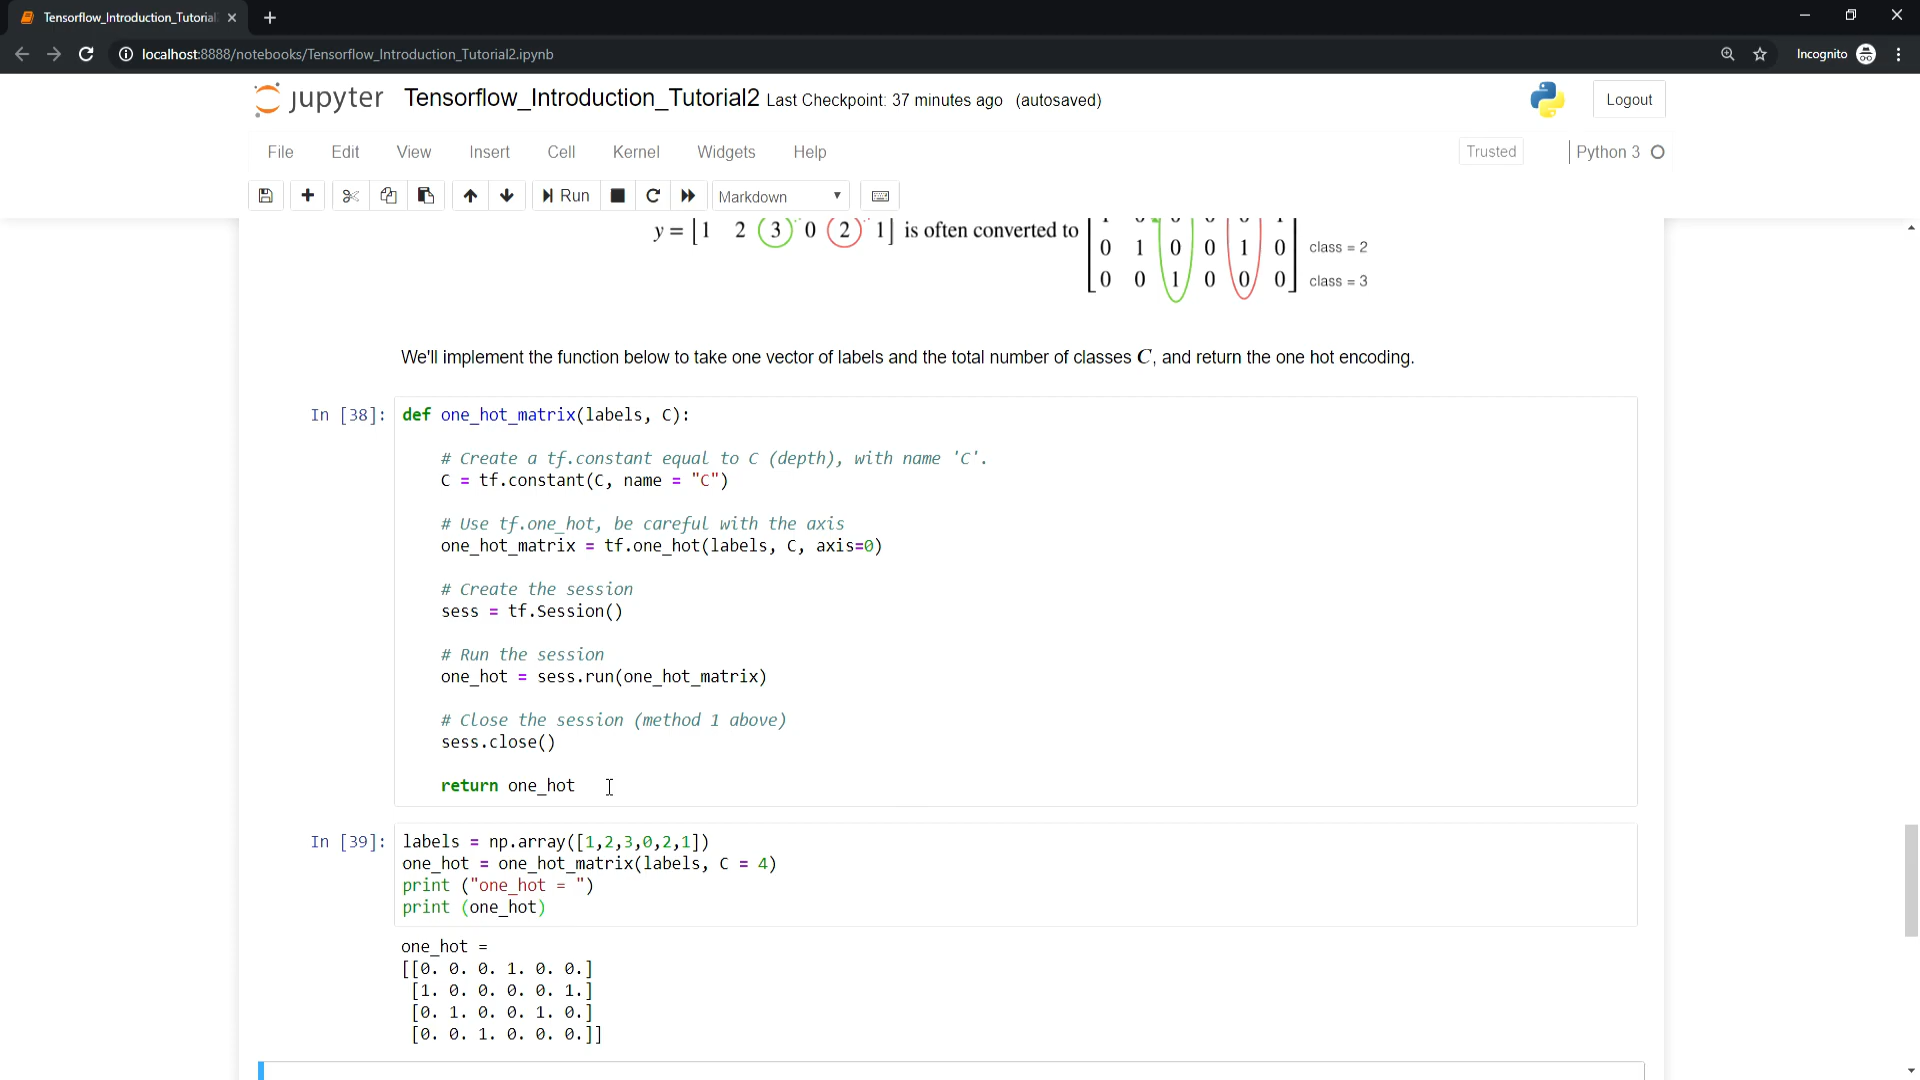 Tensorflow_Introduction_Tutorial
localhost:8888/notebooks/Tensorflow_Introduction_Tutorial2.ipynb
Incognito
jupyter Tensorflow_Introduction_Tutorial2 Last Checkpoint: 37 minutes ago (autosaved)
Logout
File Edit View Insert Cell Kernel Widgets Help
Trusted
Python 3
Run
Markdown
y = [1 2 3 0 2 1] is often converted to
0 1 0 0 1 0 class = 2
0 0 1 0 0 0 class = 3
We'll implement the function below to take one vector of labels and the total number of classes C, and return the one hot encoding.
In [38]: def one_hot_matrix(labels, C):
# Create a tf.constant equal to C (depth), with name 'C'.
C = tf.constant(C, name = "C")
# Use tf.one_hot, be careful with the axis
one_hot_matrix = tf.one_hot(labels, C, axis=0)
# Create the session
sess = tf.Session()
# Run the session
one_hot = sess.run(one_hot_matrix)
# Close the session (method 1 above)
sess.close()
return one_hot
In [39]: labels = np.array([1,2,3,0,2,1])
one_hot = one_hot_matrix(labels, C = 4)
print ("one_hot = ")
print (one_hot)
one_hot =
[[0. 0. 0. 1. 0. 0.]
[1. 0. 0. 0. 0. 1.]
[0. 1. 0. 0. 1. 0.]
[0. 0. 1. 0. 0. 0.]]